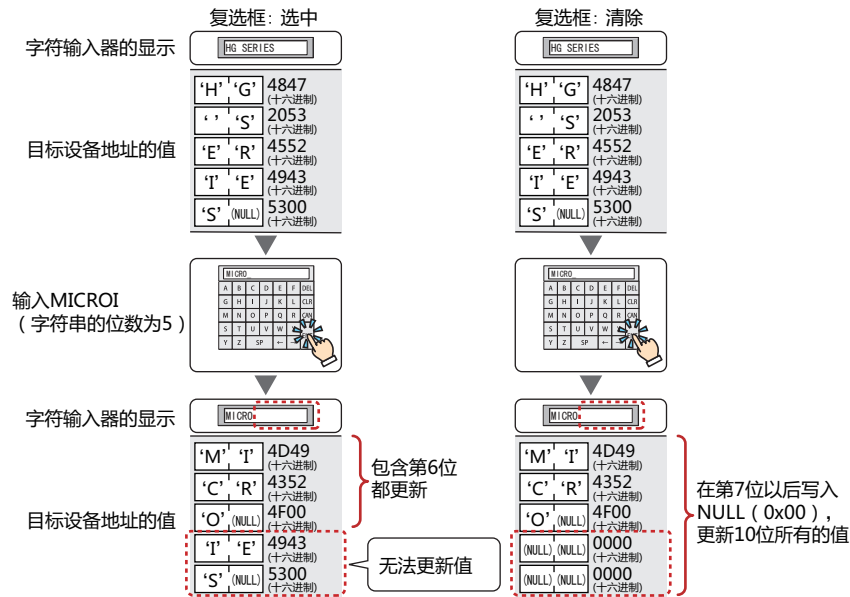 复选框: 选中
复选框: 清除
字符输入器的显示
HG SERIES
HG SERIES
目标设备地址的值
'H' 'G' 4847
(十六进制)
' ' 'S' 2053
(十六进制)
'E' 'R' 4552
(十六进制)
'I' 'E' 4943
(十六进制)
'S' (NULL) 5300
(十六进制)
'H' 'G' 4847
(十六进制)
' ' 'S' 2053
(十六进制)
'E' 'R' 4552
(十六进制)
'I' 'E' 4943
(十六进制)
'S' (NULL) 5300
(十六进制)
输入MICROI
（字符串的位数为5）
MICRO_
A B C D E F DEL
G H I J K L CLR
M N O P Q R CAN
S T U V W
Y Z SP ←
MICRO_
A B C D E F DEL
G H I J K L CLR
M N O P Q R CAN
S T U V W
Y Z SP ←
字符输入器的显示
MICRO
MICRO
目标设备地址的值
'M' 'I' 4D49
(十六进制)
'C' 'R' 4352
(十六进制)
'O' (NULL) 4F00
(十六进制)
'I' 'E' 4943
(十六进制)
'S' (NULL) 5300
(十六进制)
包含第6位
都更新
无法更新值
'M' 'I' 4D49
(十六进制)
'C' 'R' 4352
(十六进制)
'O' (NULL) 4F00
(十六进制)
(NULL) (NULL) 0000
(十六进制)
(NULL) (NULL) 0000
(十六进制)
在第7位以后写入
NULL（0x00），
更新10位所有的值